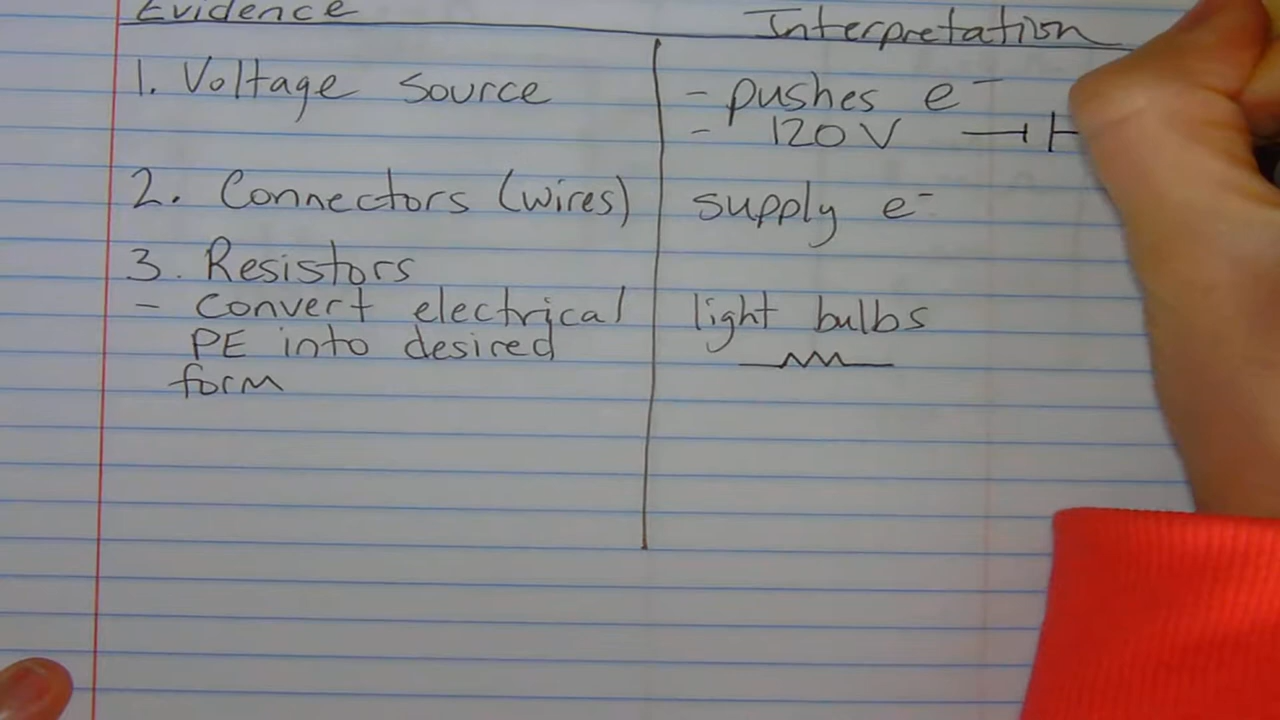 Evidence Interpretation
1. Voltage source - pushes e⁻
- 120V
2. Connectors (wires) supply e⁻
3. Resistors
- convert electrical light bulbs
PE into desired
form